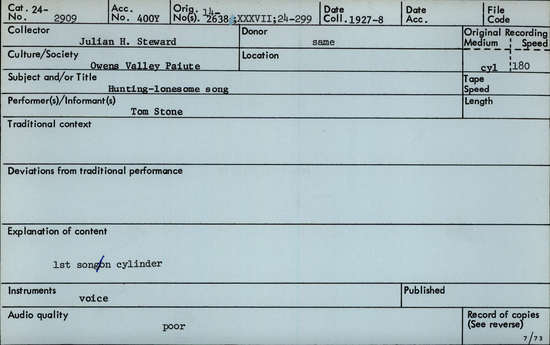 Cat. 24- Acc. Orig. 14- Date Date File
No. 2909 No. 400Y No(s). 2638;XXXVII;24-299 Coll. 1927-8 Acc. Code
Collector Donor Original Recording
Julian H. Steward same Medium Speed
Culture/Society Location
Owens Valley Paiute cyl 180
Subject and/or Title Tape
Hunting-lonesome song Speed
Performer(s)/Informant(s) Length
Tom Stone
Traditional context
Deviations from traditional performance
Explanation of content
1st song on cylinder
Instruments Published
voice
Audio quality Record of copies
poor (See reverse)
7/73